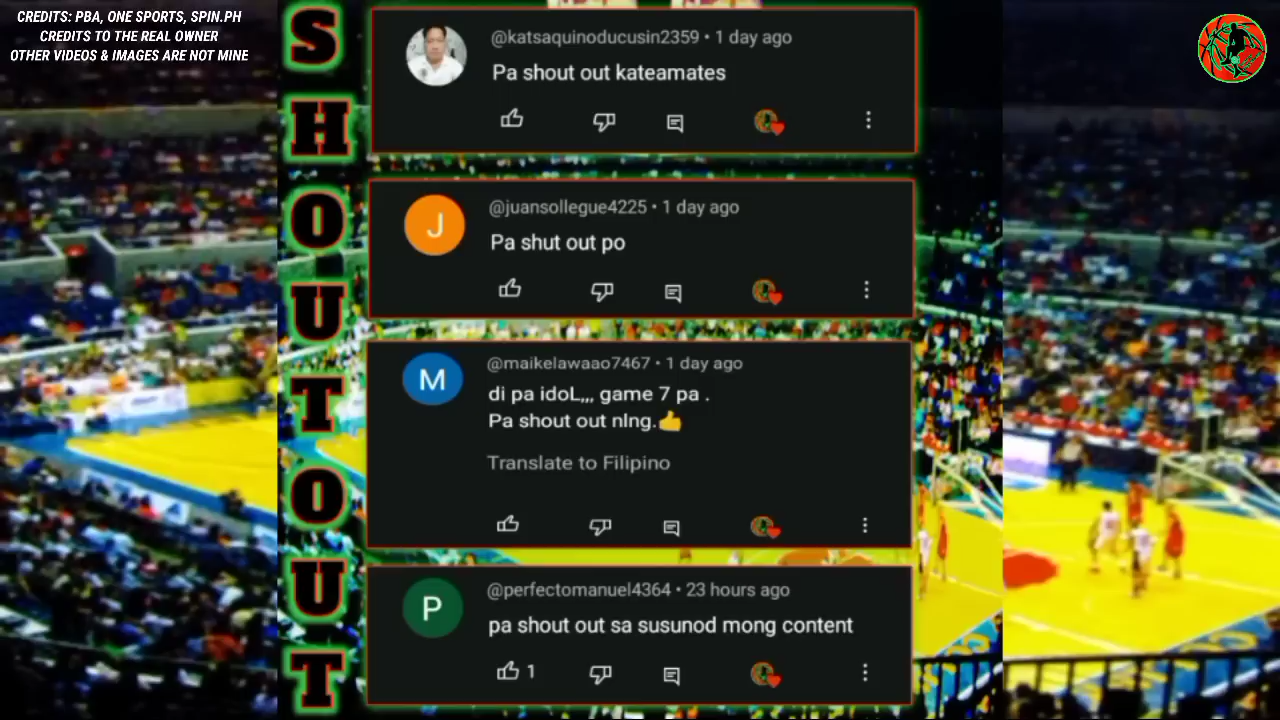 CREDITS: PBA, ONE SPORTS, SPIN.PH
CREDITS TO THE REAL OWNER
OTHER VIDEOS & IMAGES ARE NOT MINE
SHOUTOUT
@katsaquinoducusin2359 • 1 day ago
Pa shout out kateamates
J
@juansollegue4225 • 1 day ago
Pa shut out po
M
@maikelawaao7467 • 1 day ago
di pa idoL,,, game 7 pa .
Pa shout out nlng.👍
Translate to Filipino
P
@perfectomanuel4364 • 23 hours ago
pa shout out sa susunod mong content
1